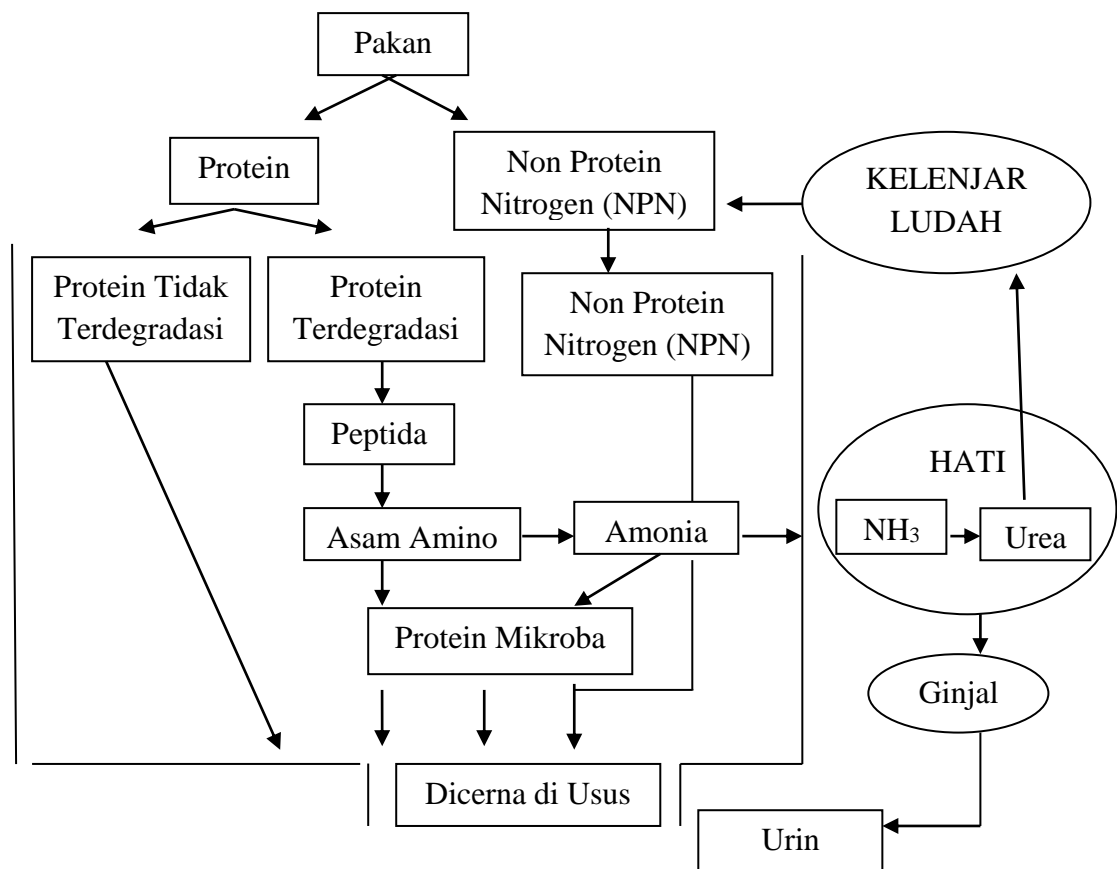 Pakan
Protein
Non Protein
Nitrogen (NPN)
KELENJAR
LUDAH
Protein Tidak
Terdegradasi
Protein
Terdegradasi
Non Protein
Nitrogen (NPN)
Peptida
HATI
Asam Amino
Amonia
NH₃
Urea
Protein Mikroba
Ginjal
Dicerna di Usus
Urin